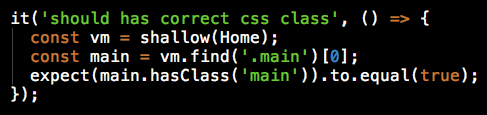 it('should has correct css class', () => {
  const vm = shallow(Home);
  const main = vm.find('.main')[0];
  expect(main.hasClass('main')).to.equal(true);
});